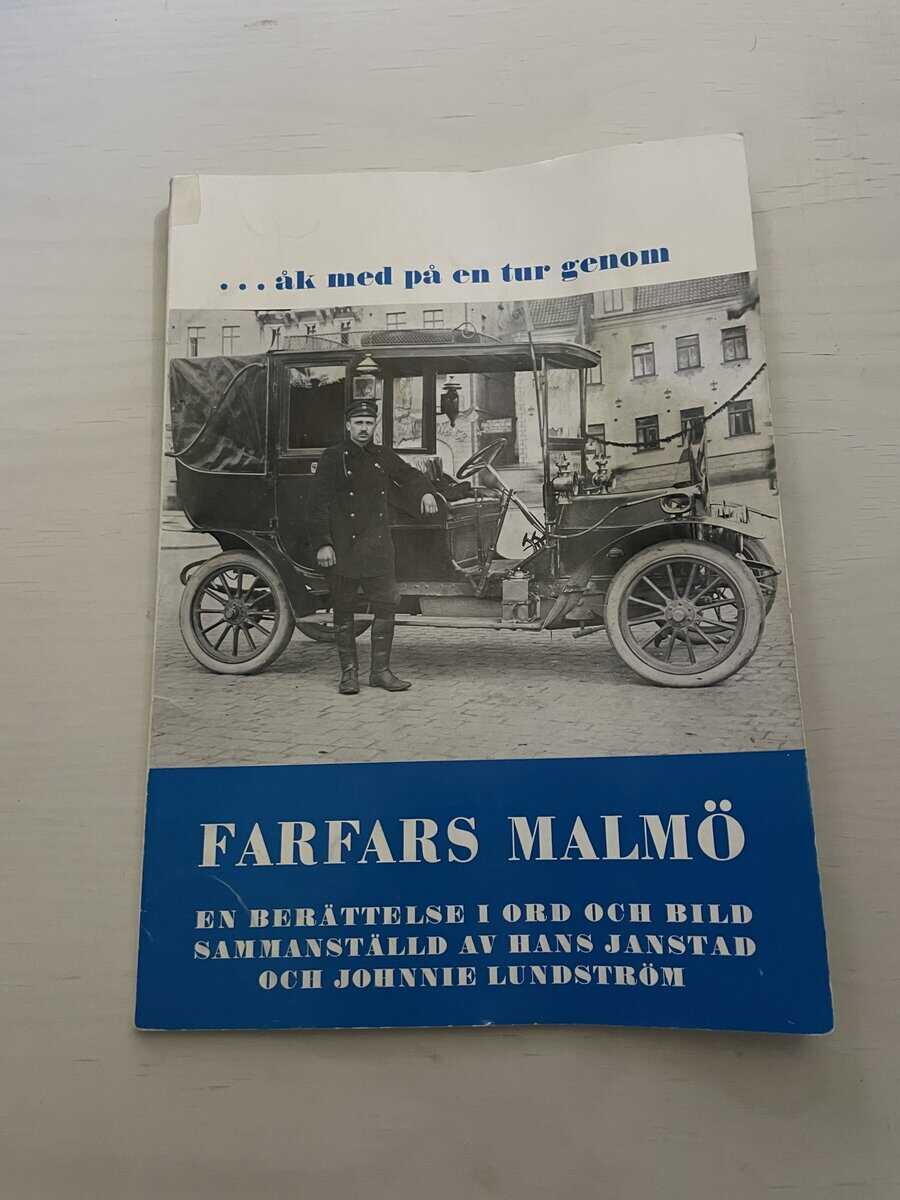 ...åk med på en tur genom
FARFARS MALMÖ
EN BERÄTTELSE I ORD OCH BILD
SAMMANSTÄLLD AV HANS JANSTAD
OCH JOHNNIE LUNDSTRÖM